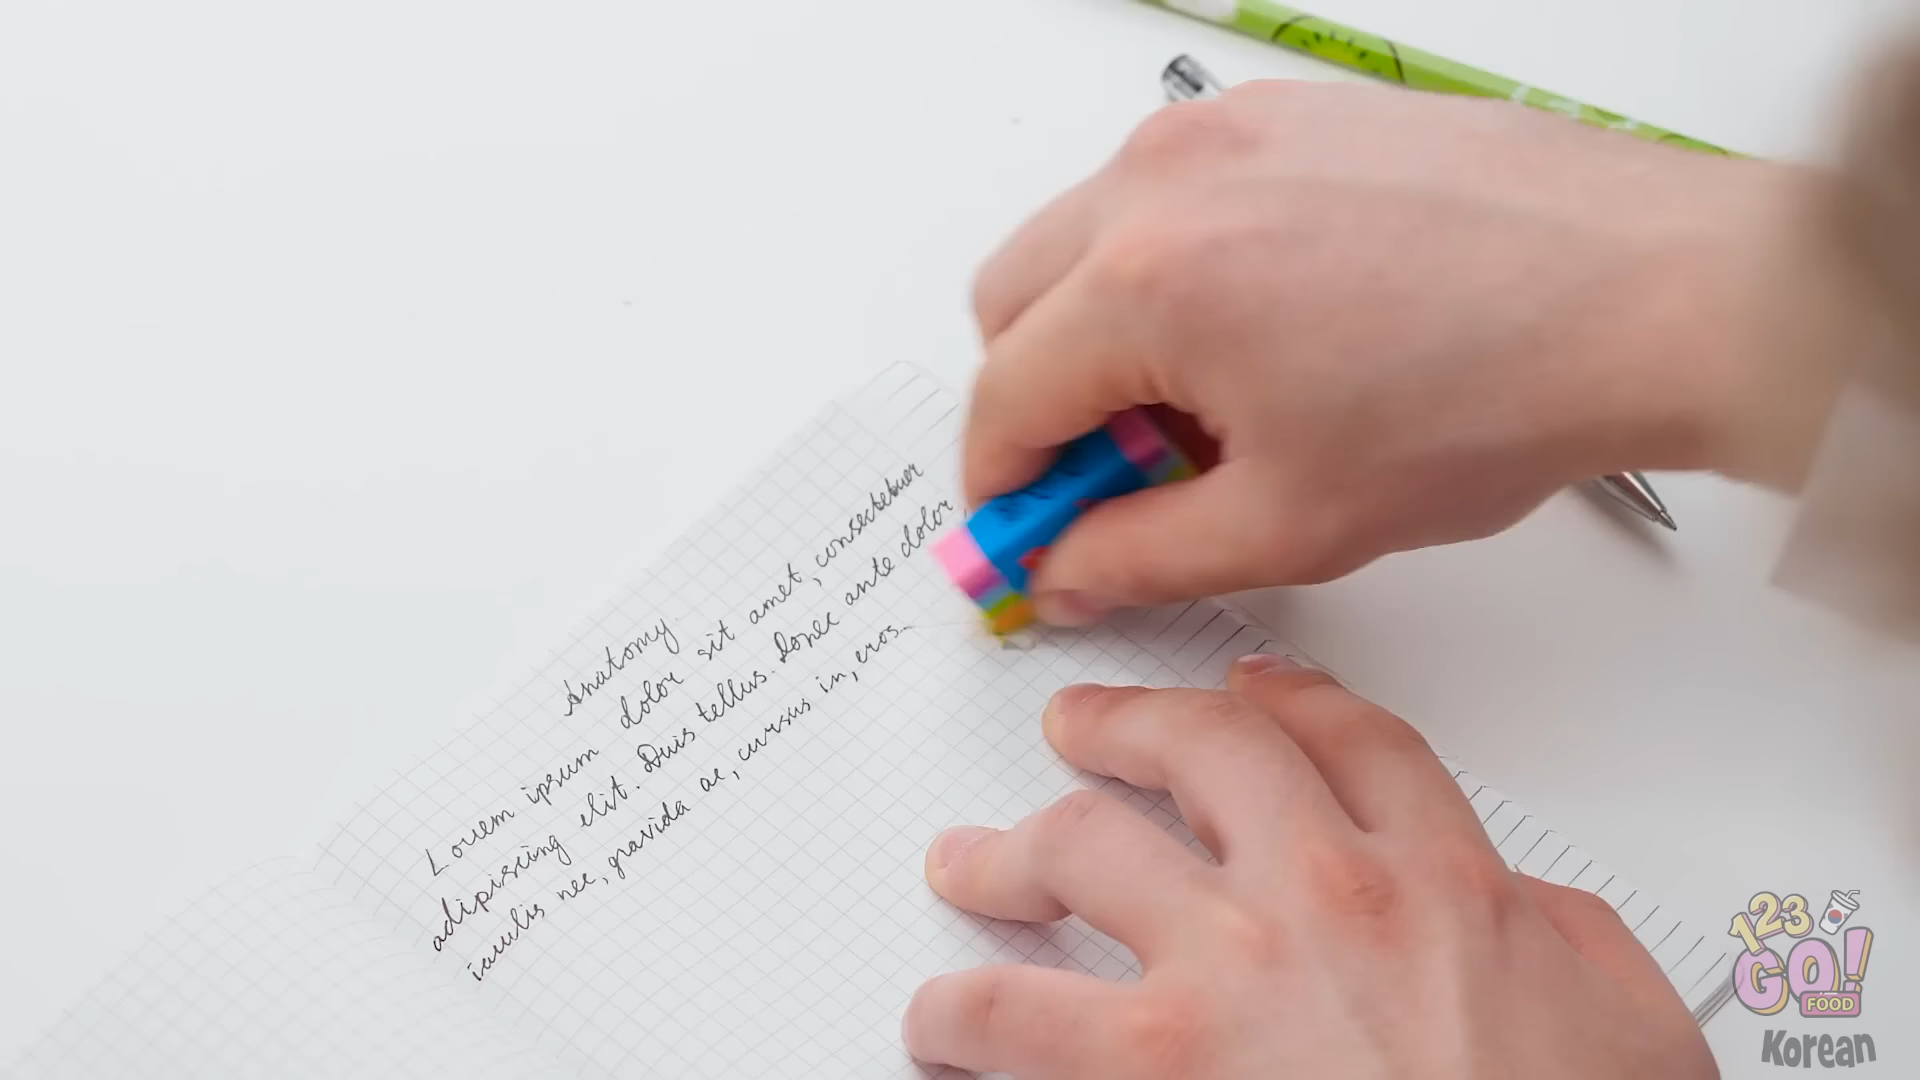 Anatomy.
Lorem ipsum dolor sit amet, consectetuer
adipiscing elit. Duis tellus. Donec ante dolor,
iaculis nec, gravida ac, cursus in, eros.
123
GO!
FOOD
Korean